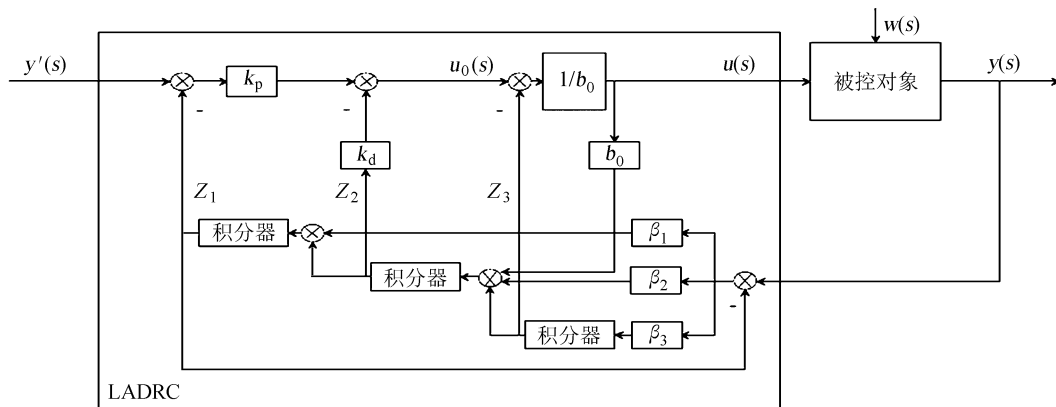 w(s)
y′(s)
kp
u0(s)
1/b0
u(s)
被控对象
y(s)
-
-
-
kd
b0
Z1
Z2
Z3
积分器
β1
积分器
β2
-
积分器
β3
LADRC